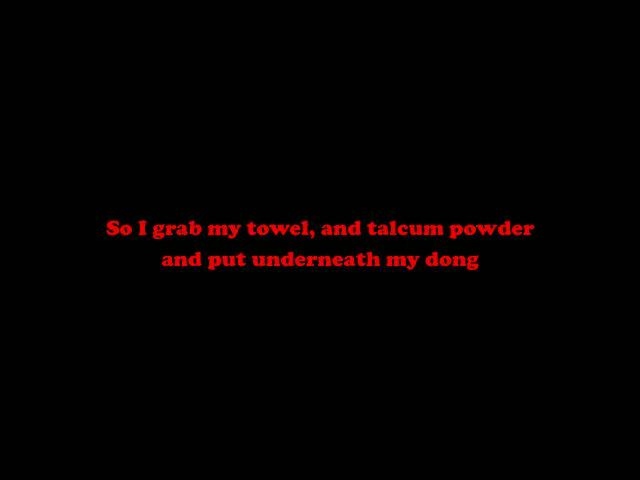 So I grab my towel, and talcum powder
and put underneath my dong